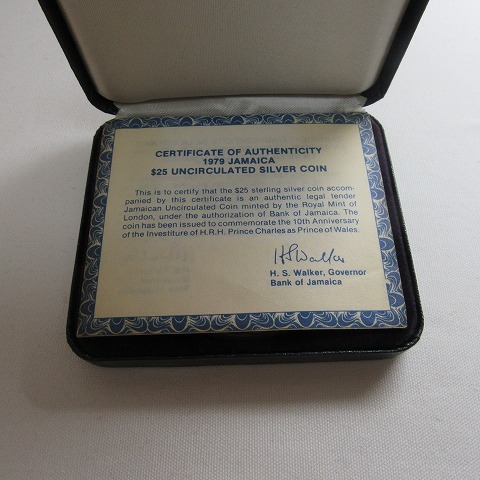 CERTIFICATE OF AUTHENTICITY
1979 JAMAICA
$25 UNCIRCULATED SILVER COIN
This is to certify that the $25 sterling silver coin accom-
panied by this certificate is an authentic legal tender
Jamaican Uncirculated Coin minted by the Royal Mint of
London, under the authorization of Bank of Jamaica. The
coin has been issued to commemorate the 10th Anniversary
of the Investiture of H.R.H. Prince Charles as Prince of Wales.
HSWalker
H. S. Walker, Governor
Bank of Jamaica